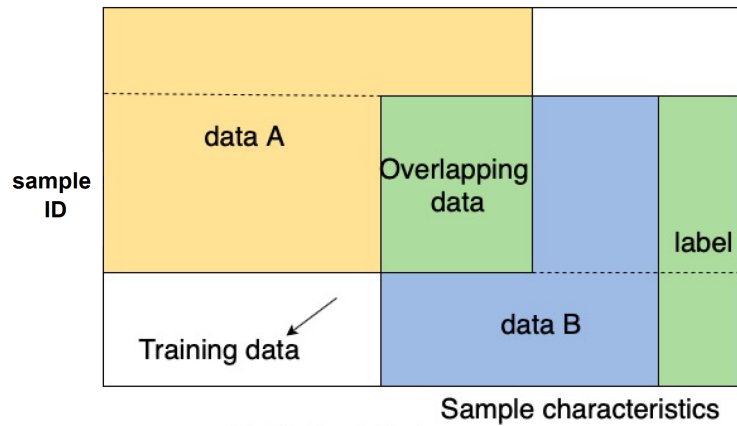 data A
Overlapping
data
sample
ID
label
data B
Training data
Sample characteristics